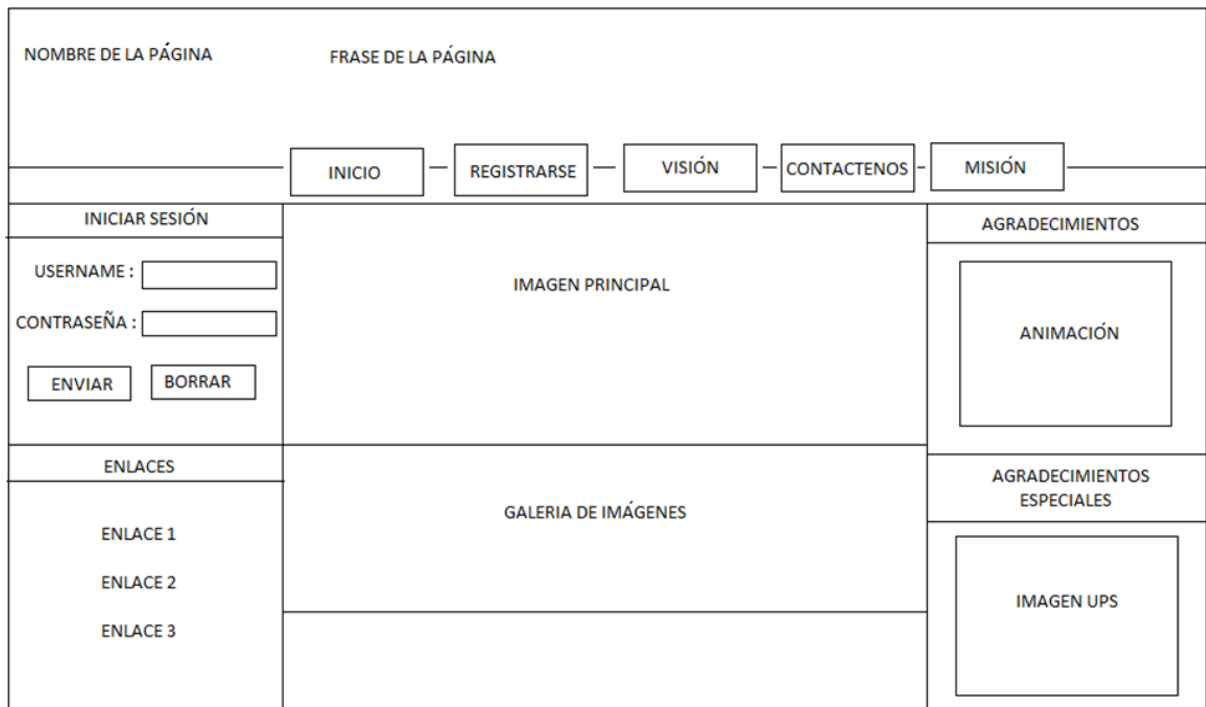 NOMBRE DE LA PÁGINA
FRASE DE LA PÁGINA
INICIO
REGISTRARSE
VISIÓN
CONTACTENOS
MISIÓN
INICIAR SESIÓN
USERNAME :
CONTRASEÑA :
ENVIAR
BORRAR
ENLACES
ENLACE 1
ENLACE 2
ENLACE 3
IMAGEN PRINCIPAL
GALERIA DE IMÁGENES
AGRADECIMIENTOS
ANIMACIÓN
AGRADECIMIENTOS
ESPECIALES
IMAGEN UPS